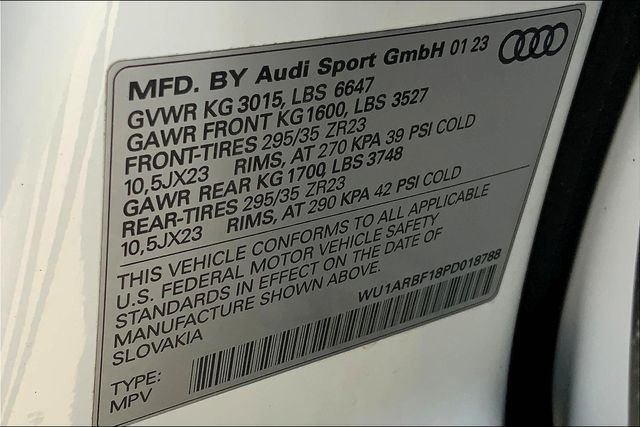 MFD. BY Audi Sport GmbH 01 23
GVWR KG 3015, LBS 6647
GAWR FRONT KG 1600, LBS 3527
FRONT-TIRES 295/35 ZR23
10,5JX23 RIMS, AT 270 KPA 39 PSI COLD
GAWR REAR KG 1700, LBS 3748
REAR-TIRES 295/35 ZR23
10,5JX23 RIMS, AT 290 KPA 42 PSI COLD
THIS VEHICLE CONFORMS TO ALL APPLICABLE
U.S. FEDERAL MOTOR VEHICLE SAFETY
STANDARDS IN EFFECT ON THE DATE OF
MANUFACTURE SHOWN ABOVE.
SLOVAKIA
WU1ARBF18PD018788
TYPE:
MPV